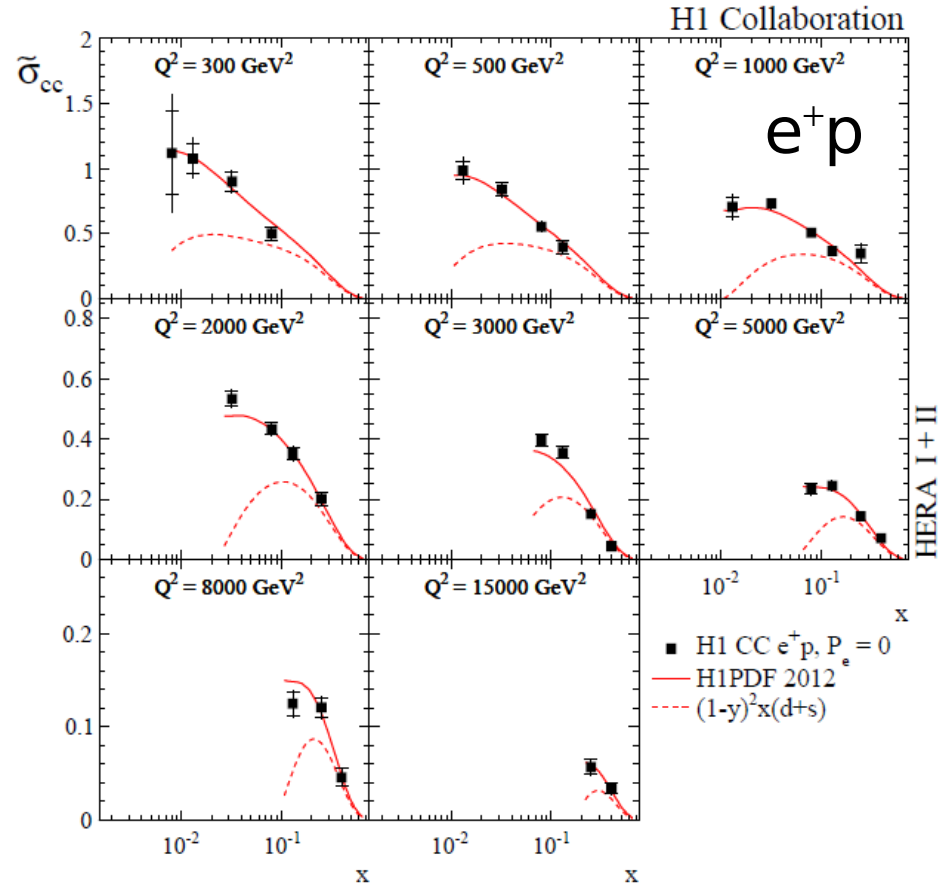 H1 Collaboration
σ̃cc
2
1.5
1
0.5
0
Q² = 300 GeV²
Q² = 500 GeV²
Q² = 1000 GeV²
e⁺p
0.8
0.6
0.4
0.2
0
Q² = 2000 GeV²
Q² = 3000 GeV²
Q² = 5000 GeV²
HERA I + II
10⁻² 10⁻¹
x
0.2
0.1
0
Q² = 8000 GeV²
Q² = 15000 GeV²
H1 CC e⁺p, Pₑ = 0
H1PDF 2012
(1-y)²x(d+s)
10⁻² 10⁻¹ 10⁻² 10⁻¹
x x